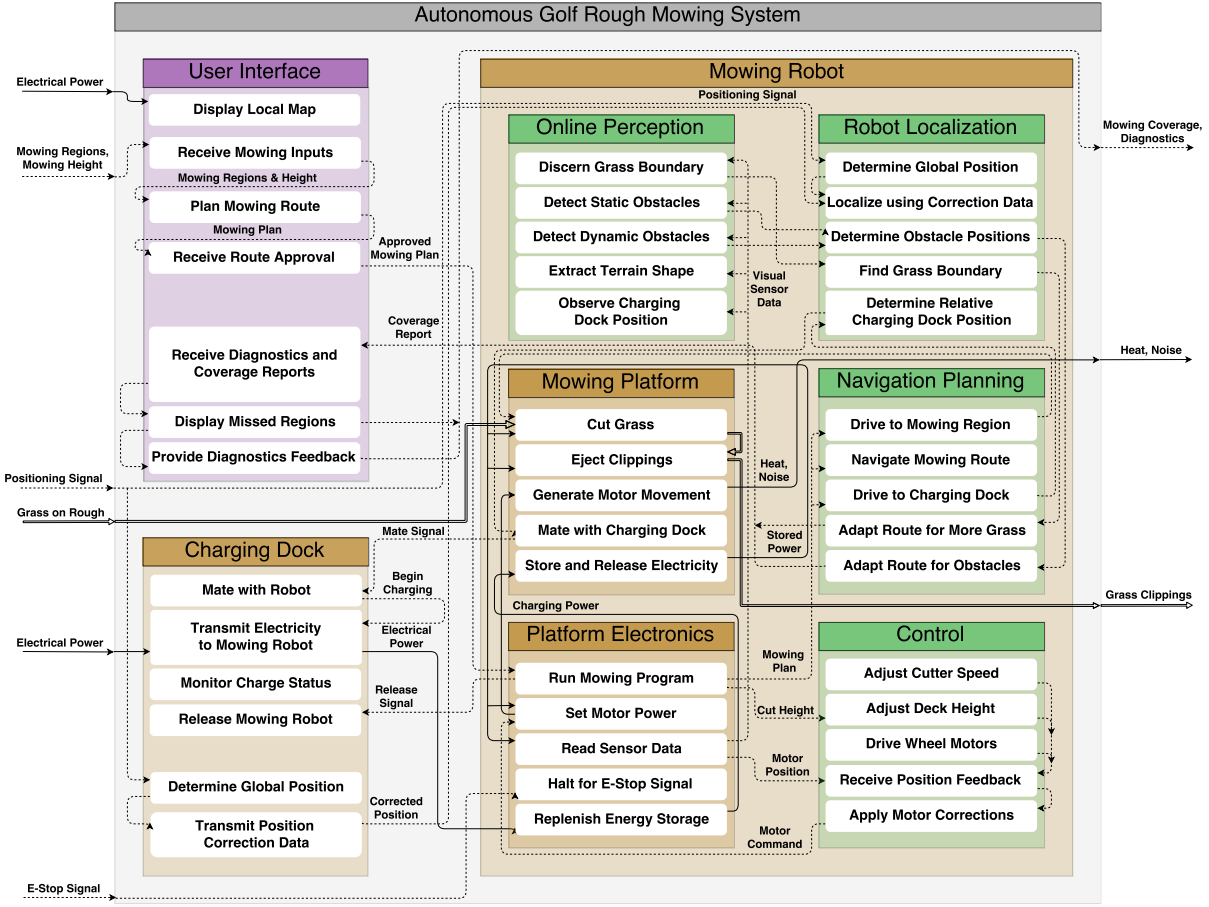 Autonomous Golf Rough Mowing System
Electrical Power
Mowing Regions,
Mowing Height
Positioning Signal
Grass on Rough
Electrical Power
E-Stop Signal
User Interface
Display Local Map
Receive Mowing Inputs
Mowing Regions & Height
Plan Mowing Route
Mowing Plan
Receive Route Approval
Receive Diagnostics and
Coverage Reports
Display Missed Regions
Provide Diagnostics Feedback
Approved
Mowing Plan
Coverage
Report
Charging Dock
Mate with Robot
Transmit Electricity
to Mowing Robot
Monitor Charge Status
Release Mowing Robot
Determine Global Position
Transmit Position
Correction Data
Mate Signal
Begin
Charging
Electrical
Power
Release
Signal
Corrected
Position
Mowing Robot
Positioning Signal
Online Perception
Discern Grass Boundary
Detect Static Obstacles
Detect Dynamic Obstacles
Extract Terrain Shape
Observe Charging
Dock Position
Visual
Sensor
Data
Robot Localization
Determine Global Position
Localize using Correction Data
Determine Obstacle Positions
Find Grass Boundary
Determine Relative
Charging Dock Position
Mowing Platform
Cut Grass
Eject Clippings
Generate Motor Movement
Mate with Charging Dock
Store and Release Electricity
Heat,
Noise
Stored
Power
Charging Power
Navigation Planning
Drive to Mowing Region
Navigate Mowing Route
Drive to Charging Dock
Adapt Route for More Grass
Adapt Route for Obstacles
Platform Electronics
Run Mowing Program
Set Motor Power
Read Sensor Data
Halt for E-Stop Signal
Replenish Energy Storage
Mowing
Plan
Cut Height
Motor
Position
Motor
Command
Control
Adjust Cutter Speed
Adjust Deck Height
Drive Wheel Motors
Receive Position Feedback
Apply Motor Corrections
Mowing Coverage,
Diagnostics
Heat, Noise
Grass Clippings